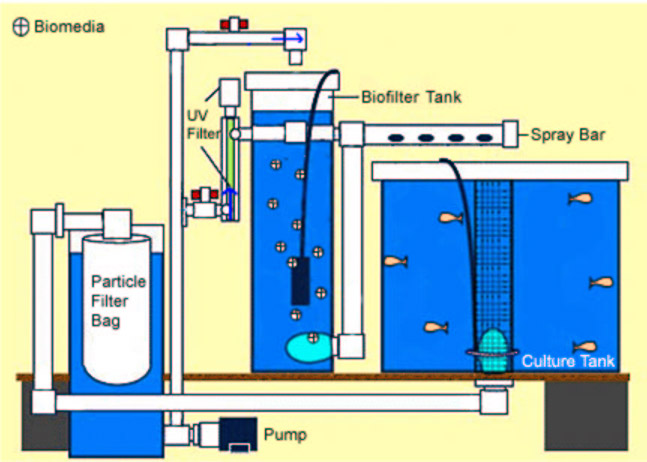 Biomedia
Biofilter Tank
UV
Filter
Spray Bar
Particle
Filter
Bag
Culture Tank
Pump